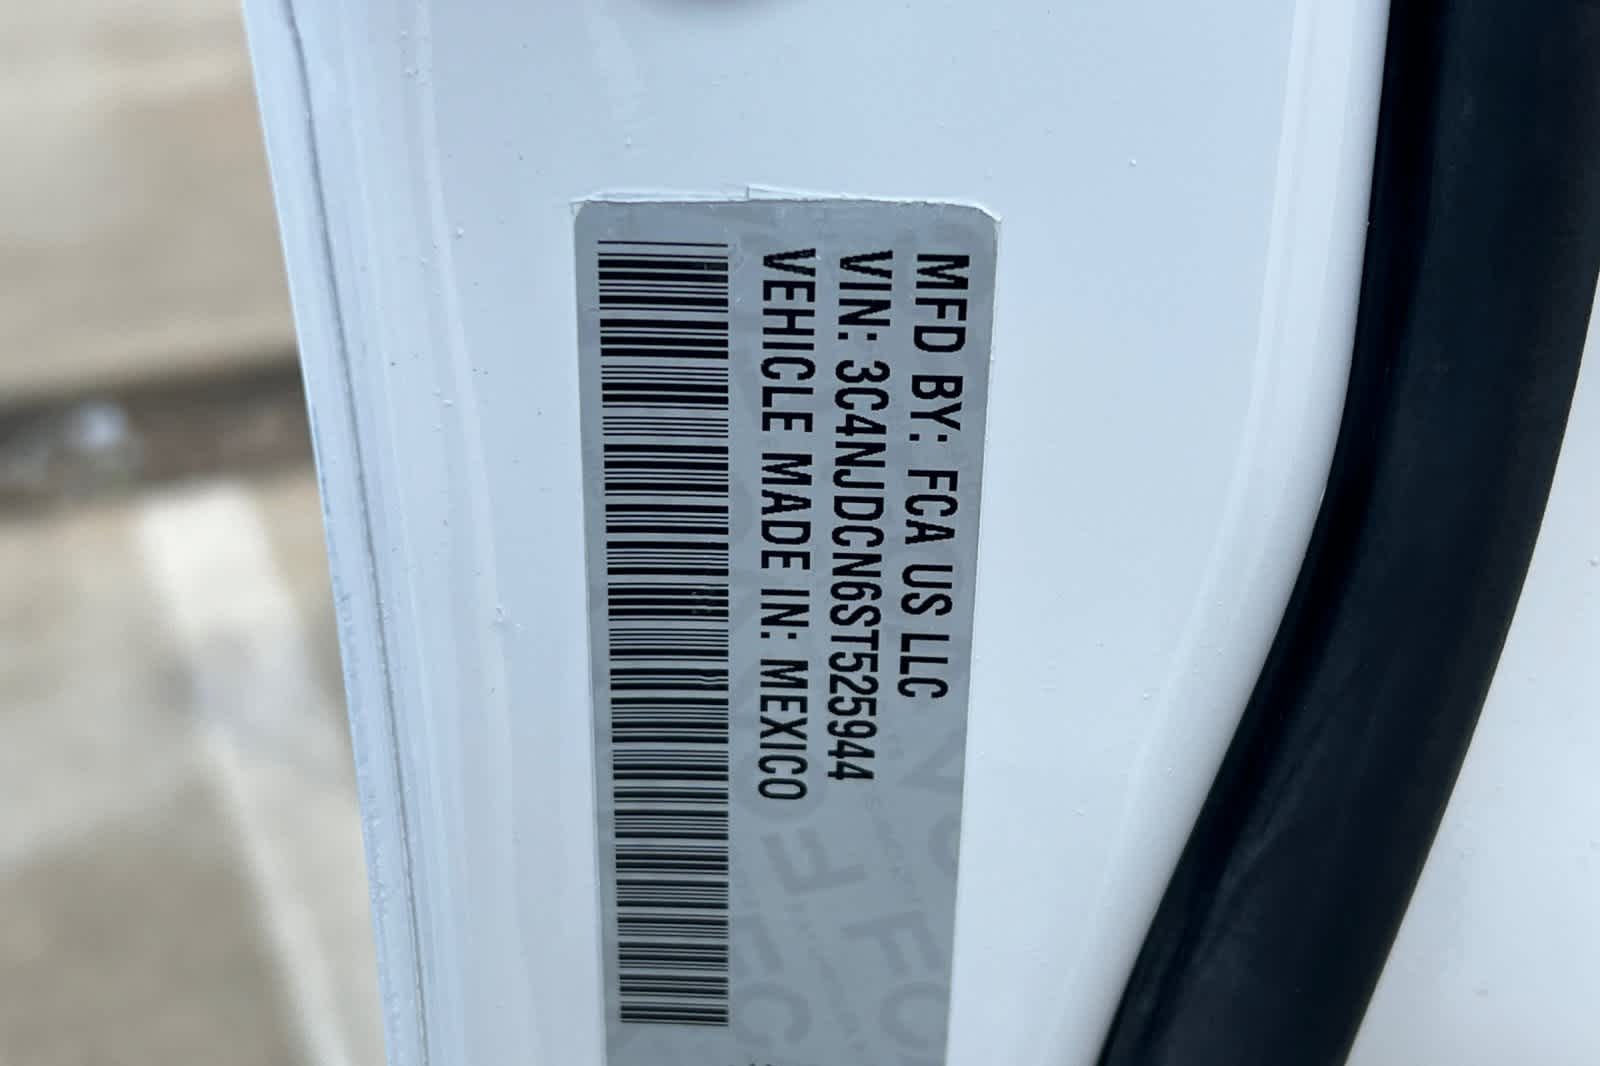 MFD BY: FCA US LLC
VIN: 3C4NJDCN6ST525944
VEHICLE MADE IN: MEXICO